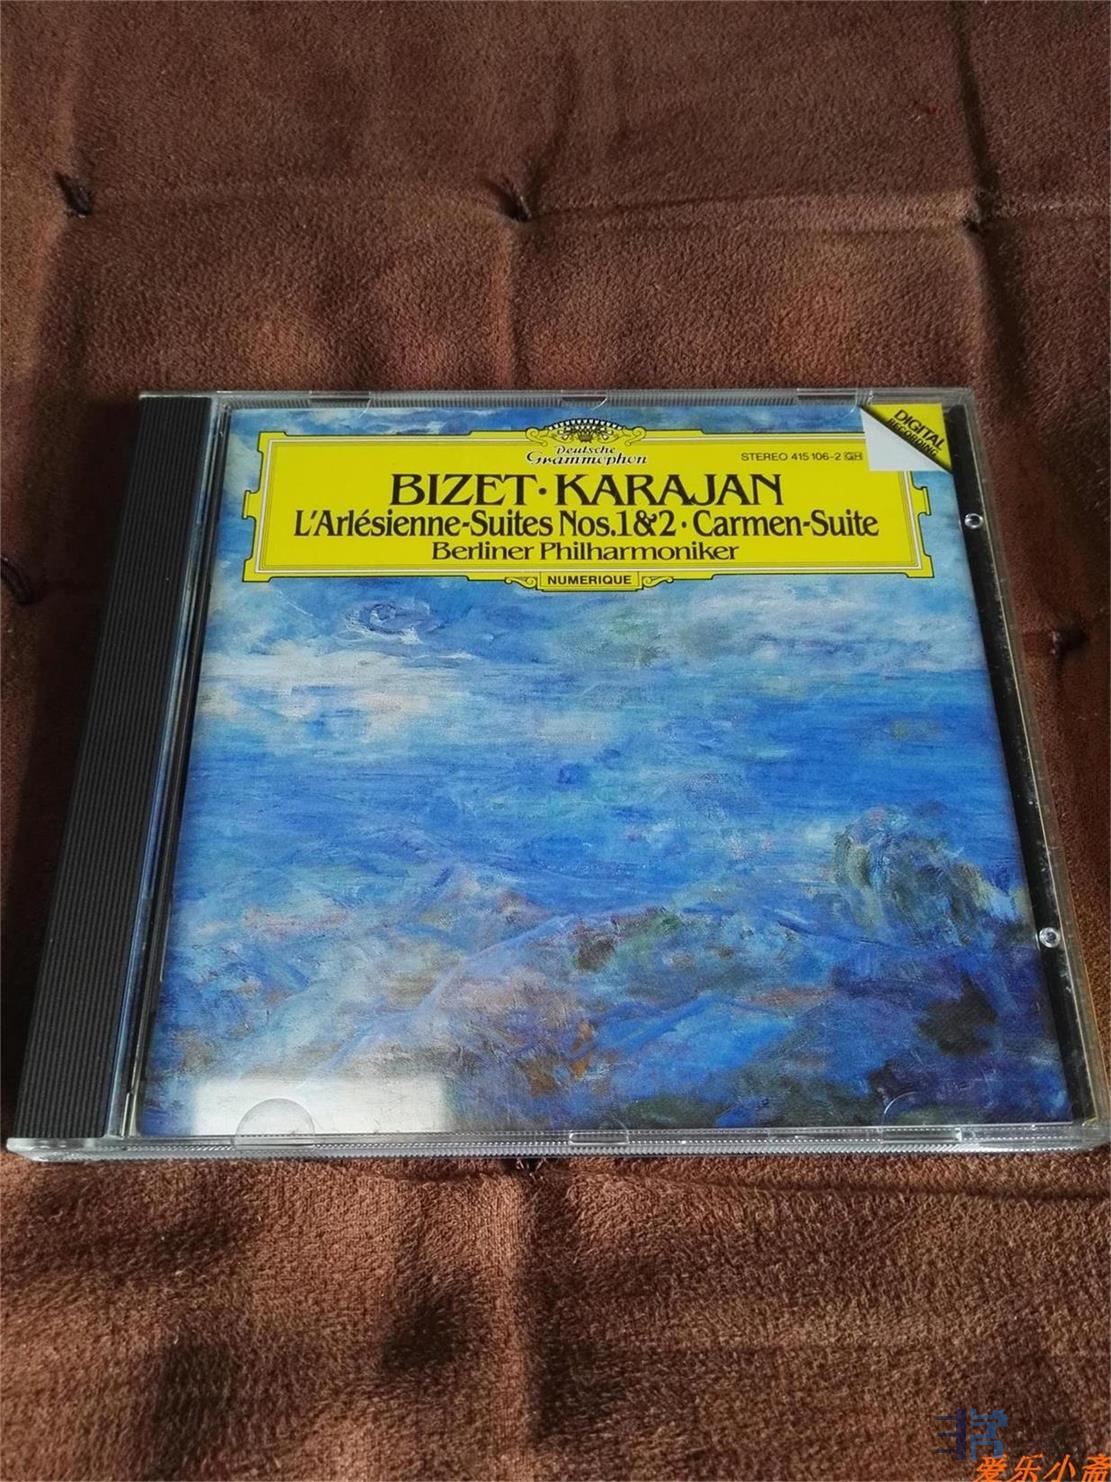 DIGITAL
RECORDING
Deutsche
Grammophon
STEREO 415 106-2 GH
BIZET · KARAJAN
L'Arlésienne-Suites Nos.1&2 · Carmen-Suite
Berliner Philharmoniker
NUMERIQUE
爱乐小斋